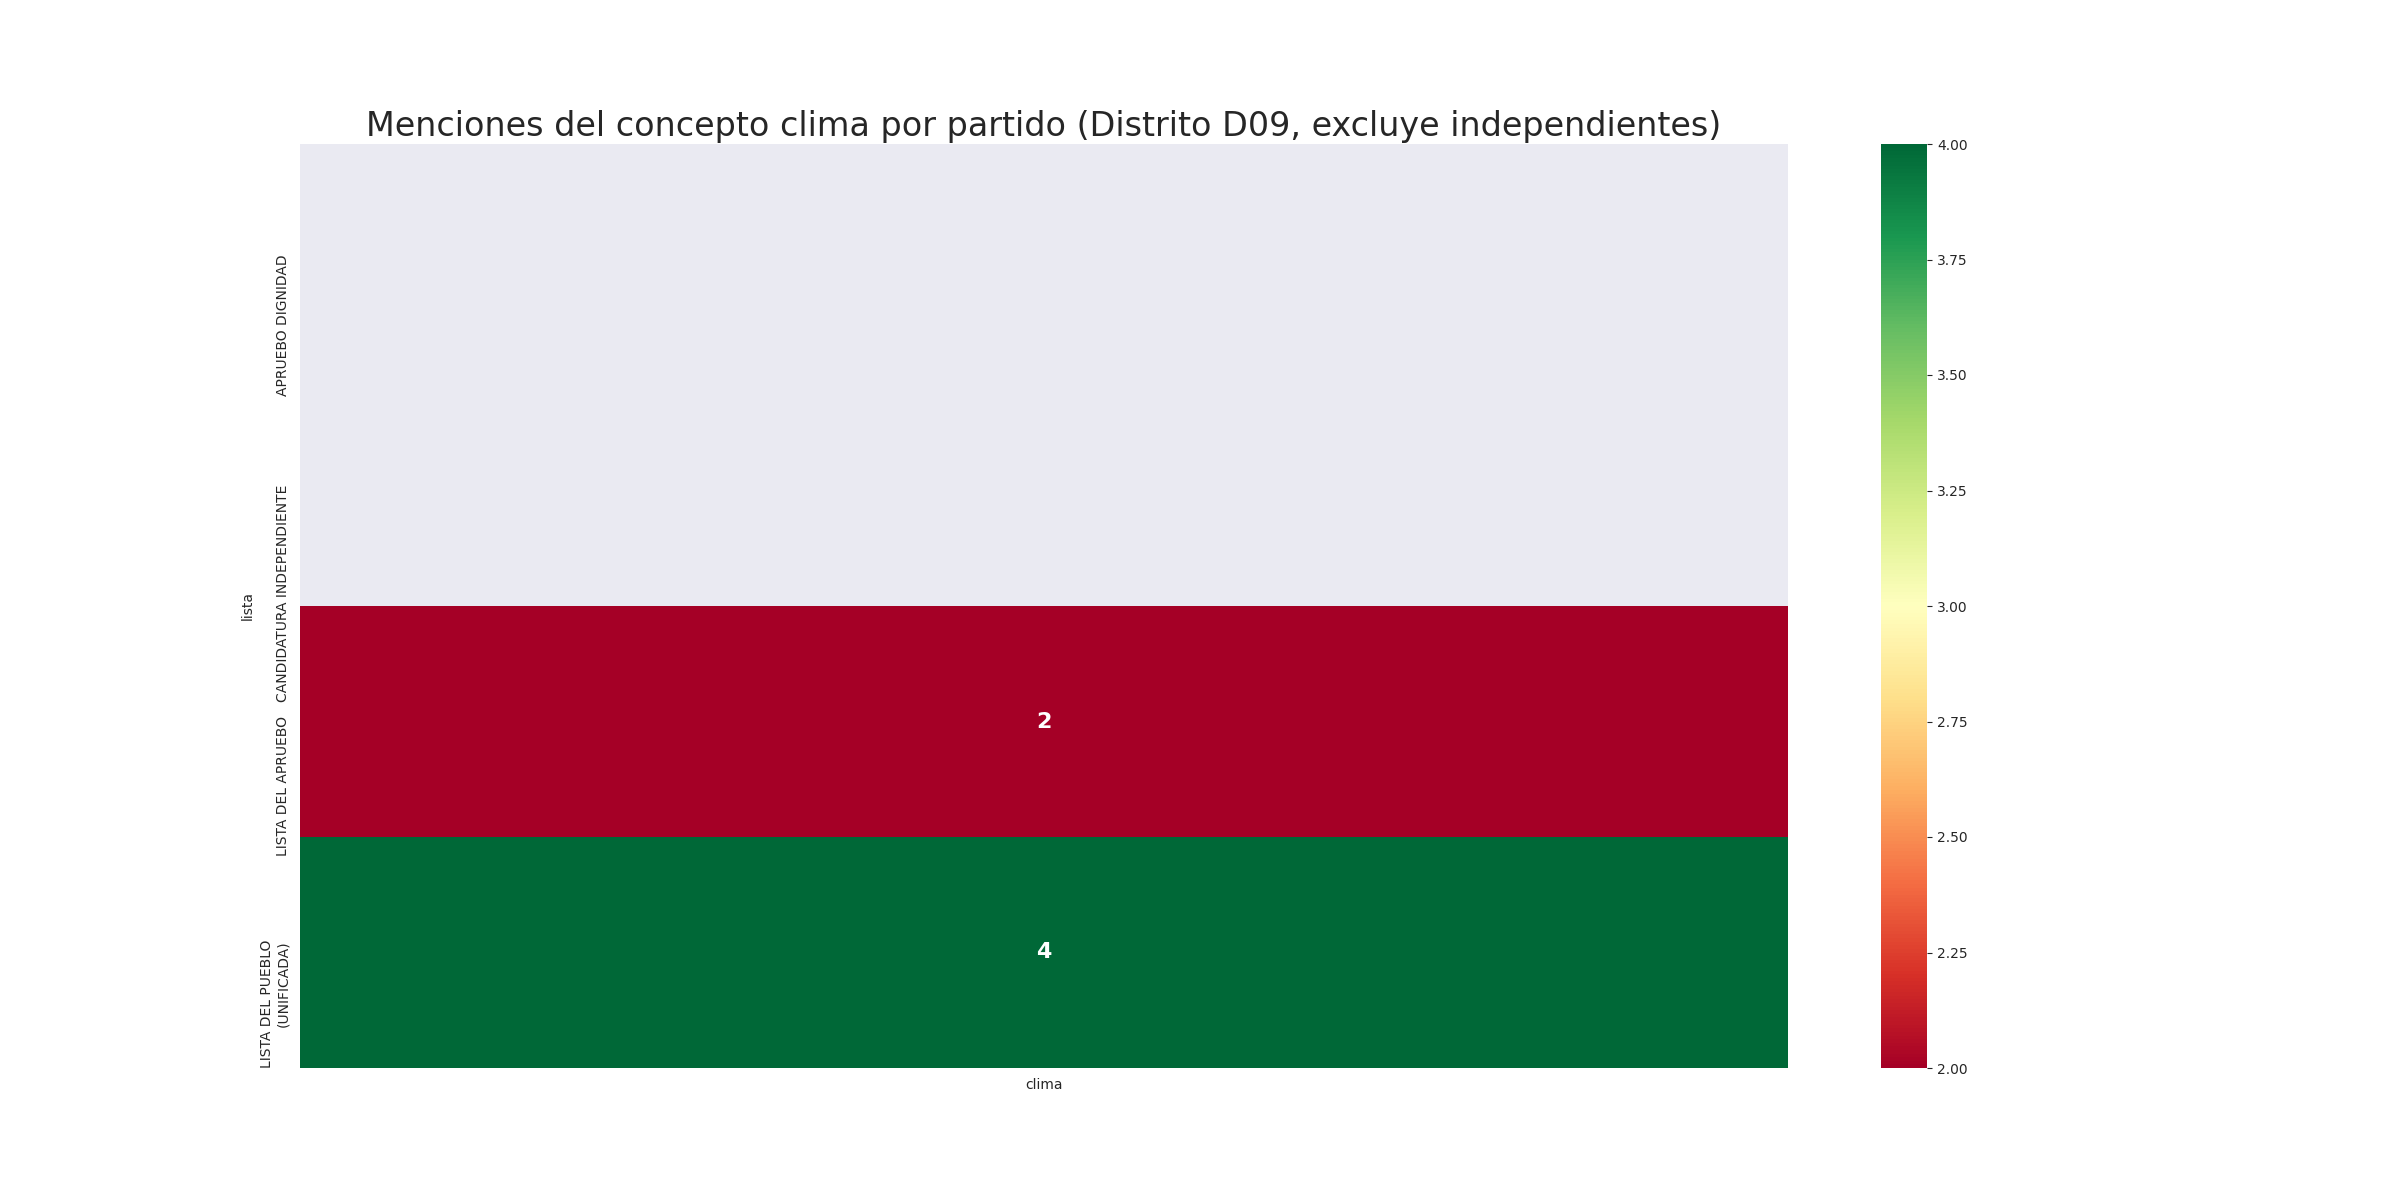 Menciones del concepto clima por partido (Distrito D09, excluye independientes)
lista
APRUEBO DIGNIDAD
CANDIDATURA INDEPENDIENTE
LISTA DEL APRUEBO
LISTA DEL PUEBLO
(UNIFICADA)
2
4
clima
4.00
3.75
3.50
3.25
3.00
2.75
2.50
2.25
2.00